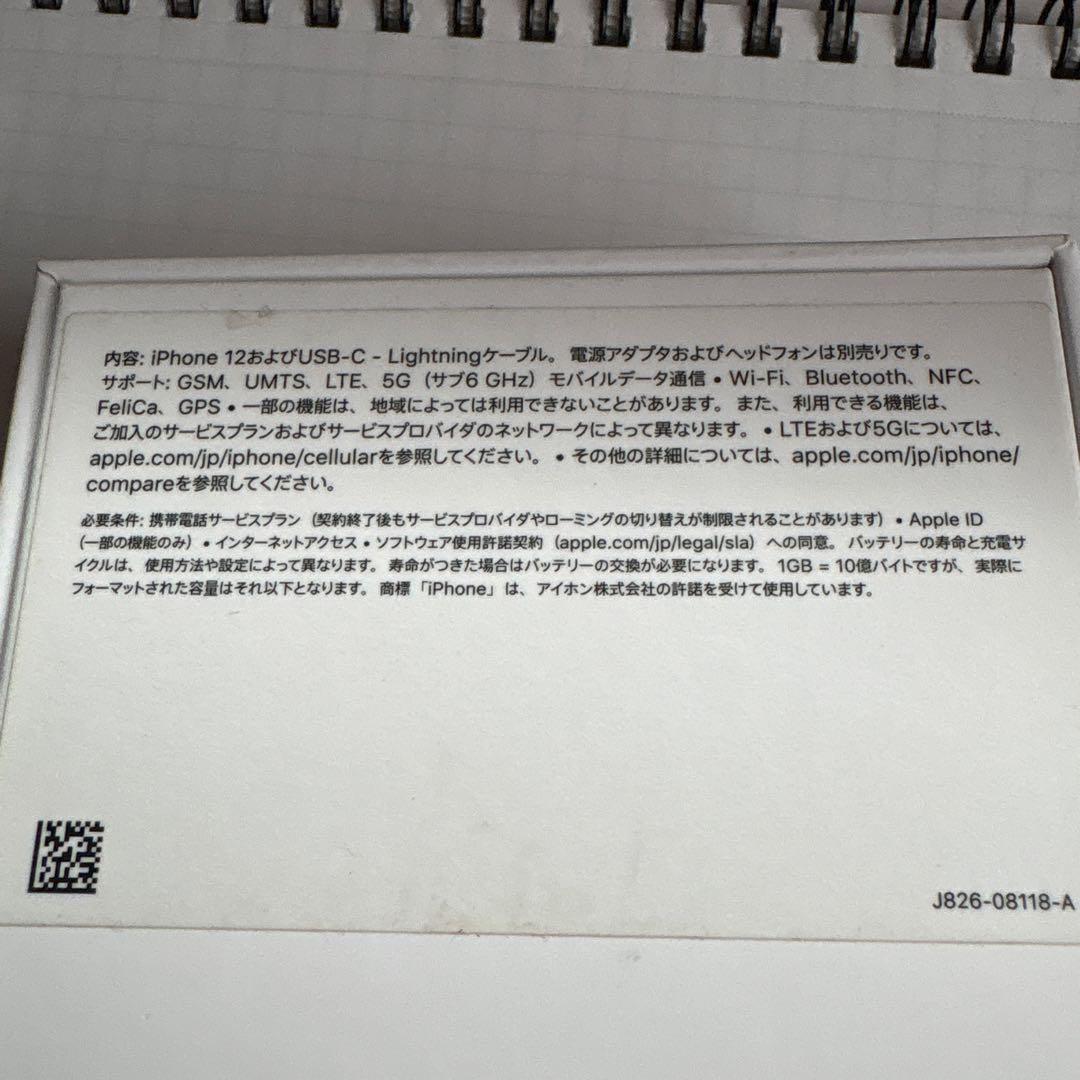 内容: iPhone 12およびUSB-C - Lightningケーブル。 電源アダプタおよびヘッドフォンは別売りです。
サポート: GSM、UMTS、LTE、5G（サブ6 GHz）モバイルデータ通信 • Wi-Fi、Bluetooth、NFC、
FeliCa、GPS • 一部の機能は、地域によっては利用できないことがあります。また、利用できる機能は、
ご加入のサービスプランおよびサービスプロバイダのネットワークによって異なります。 • LTEおよび5Gについては、
apple.com/jp/iphone/cellularを参照してください。 • その他の詳細については、apple.com/jp/iphone/
compareを参照してください。
必要条件: 携帯電話サービスプラン（契約終了後もサービスプロバイダやローミングの切り替えが制限されることがあります）• Apple ID
（一部の機能のみ）• インターネットアクセス • ソフトウェア使用許諾契約（apple.com/jp/legal/sla）への同意。バッテリーの寿命と充電サ
イクルは、使用方法や設定によって異なります。寿命がつきた場合はバッテリーの交換が必要になります。1GB = 10億バイトですが、実際に
フォーマットされた容量はそれ以下となります。商標「iPhone」は、アイホン株式会社の許諾を受けて使用しています。
J826-08118-A